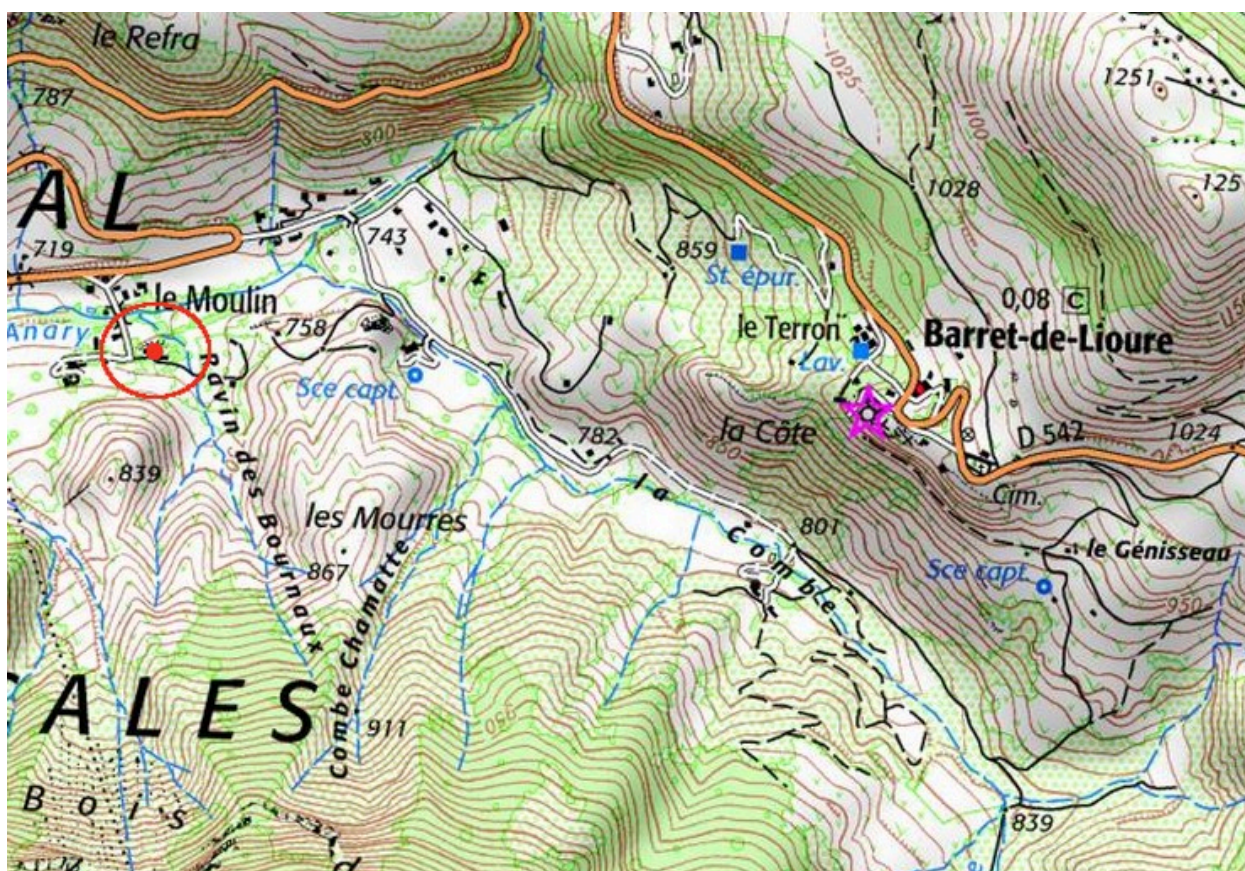 le Refra
787
800
1025
1100
1251
125
1028
A L
719
743
859
St. épur.
0,08 C
le Moulin
758
le Terron
Barret-de-Lioure
Anary
Lav.
Sce capt.
la Côte
D 542
1024
850
782
839
Ravin des Bournaux
les Mourres
la Combe
801
Cim.
le Génisseau
Sce capt.
867
950
Combe Chamatte
ALES
911
950
Bois
839